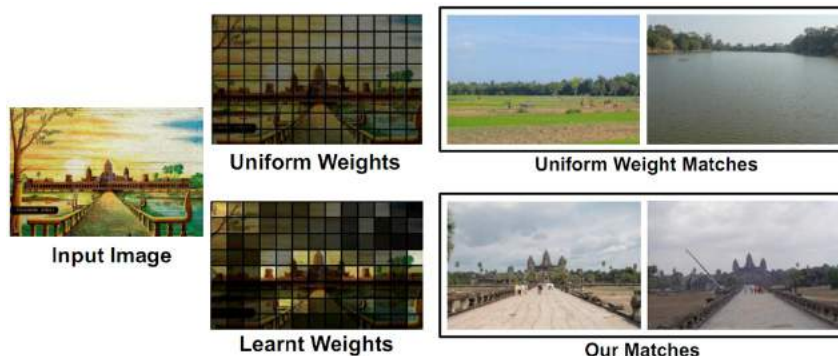 Input Image
Uniform Weights
Uniform Weight Matches
Learnt Weights
Our Matches